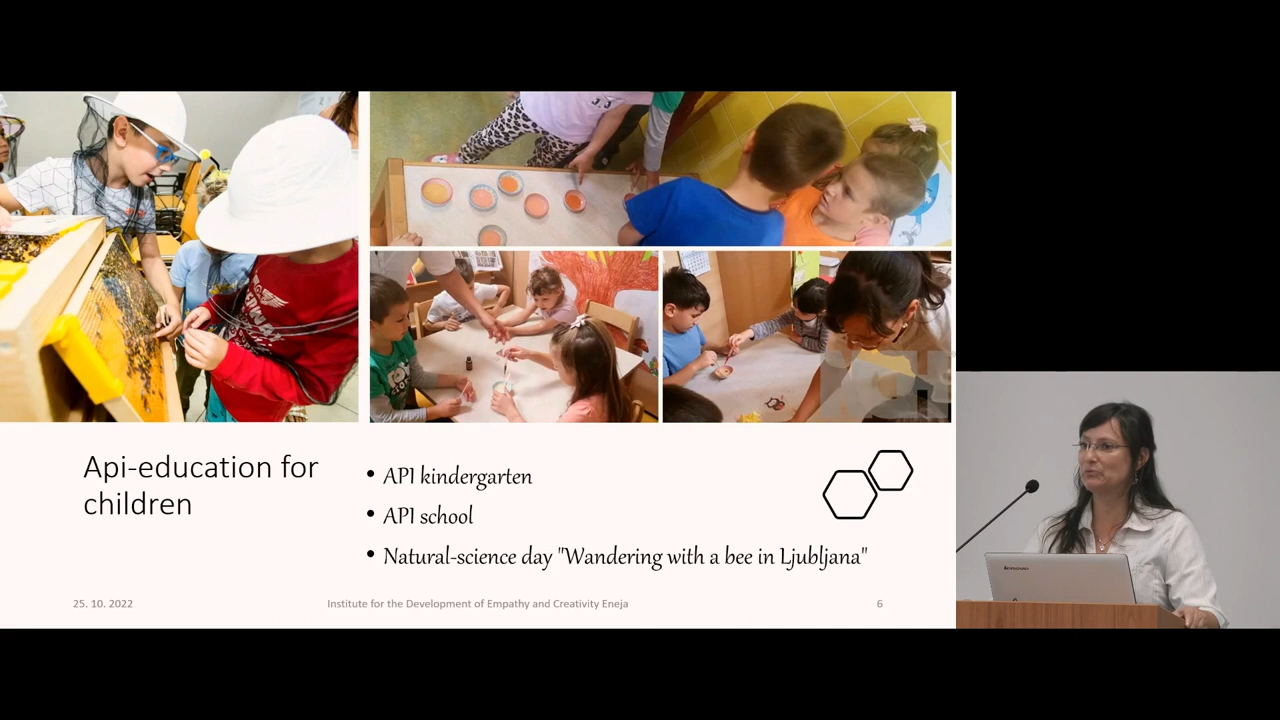 Api-education for
children
• API kindergarten
• API school
• Natural-science day "Wandering with a bee in Ljubljana"
25. 10. 2022
Institute for the Development of Empathy and Creativity Eneja
6
lenovo